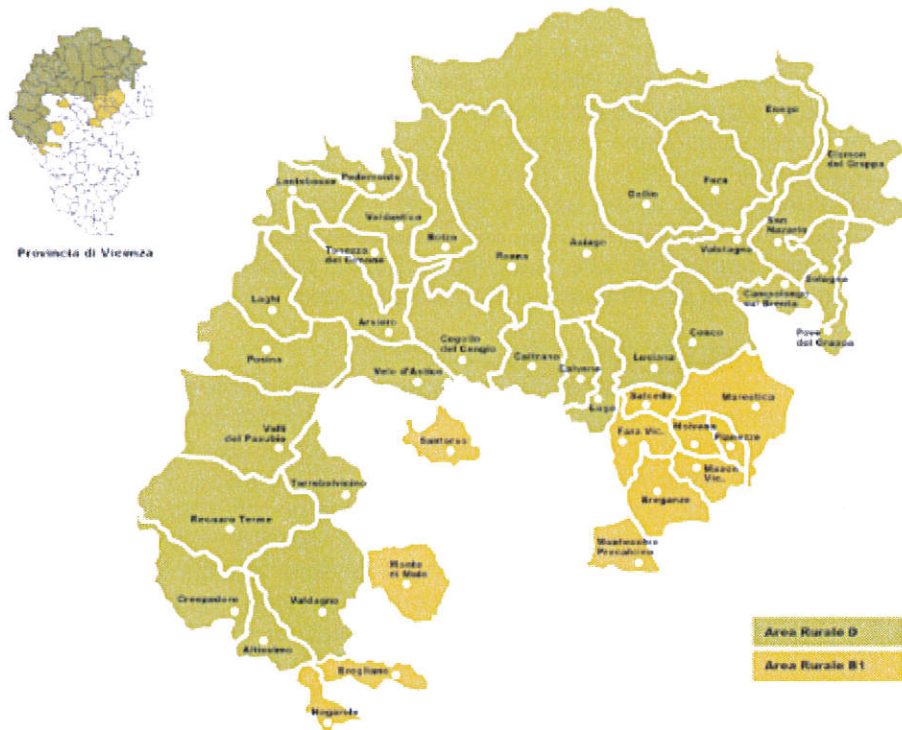 Provincia di Vicenza
Enego
Cismon
del Grappa
Foza
Gallio
Lastebasse
Pedemonte
Valdastico
San
Nazario
Tonezza
del Cimone
Rotzo
Roana
Asiago
Valstagna
Solagna
Campolongo
sul Brenta
Laghi
Arsiero
Cogollo
del Cengio
Conco
Pove
del Grappa
Posina
Caltrano
Lusiana
Velo d'Astico
Calvene
Lugo
Salcedo
Marostica
Valli
del Pasubio
Santorso
Fara Vic.
Molvena
Pianezze
Mason
Vic.
Torrebelvicino
Breganze
Recoaro Terme
Montecchio
Precalcino
Monte
di Malo
Crespadoro
Valdagno
Altissimo
Area Rurale D
Area Rurale B1
Brogliano
Nogarole